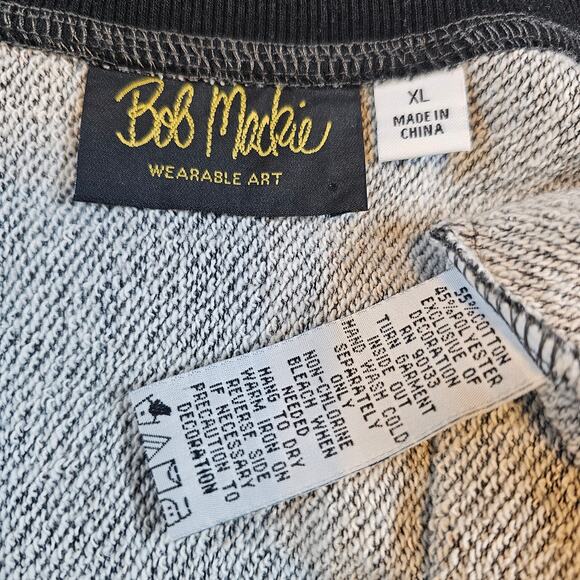 Bob Mackie
WEARABLE ART
XL
MADE IN
CHINA
55%COTTON
45%POLYESTER
EXCLUSIVE OF
DECORATION
RN 90133
TURN GARMENT
INSIDE OUT
HAND WASH COLD
SEPARATELY
ONLY
NON-CHLORINE
BLEACH WHEN
NEEDED
HANG TO DRY
WARM IRON ON
REVERSE SIDE
IF NECESSARY
PRECAUTION TO
DECORATION